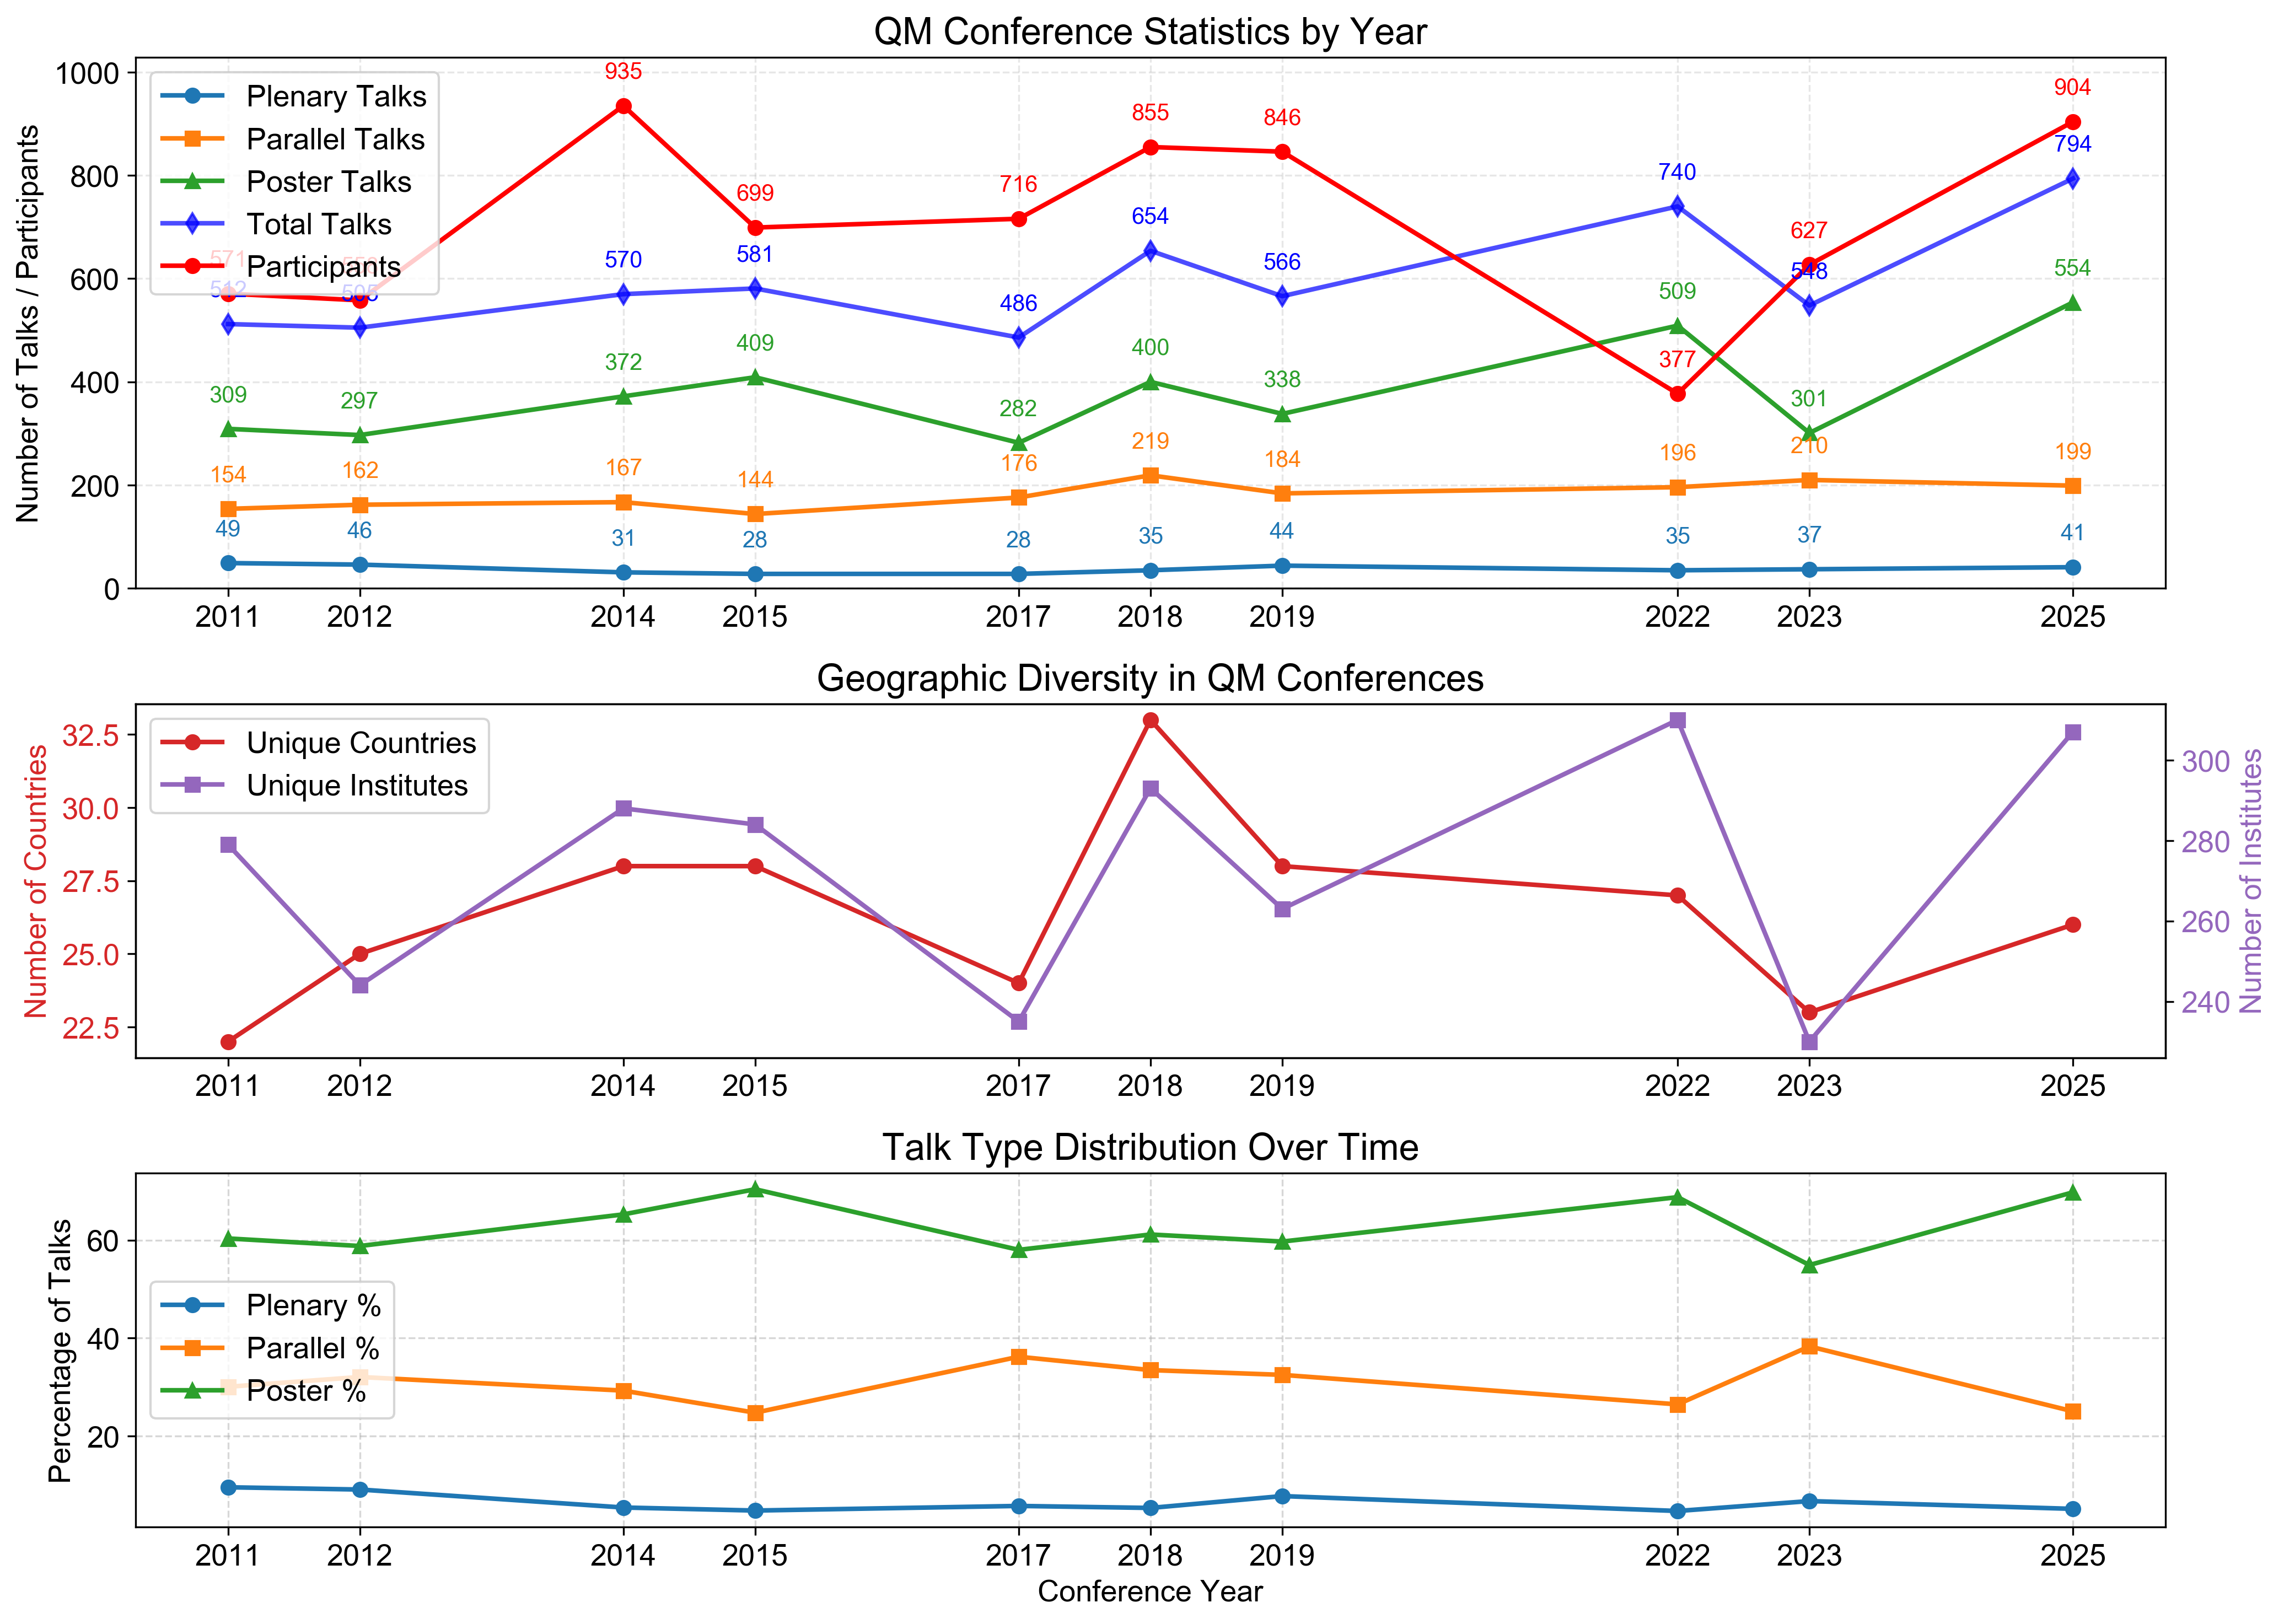 QM Conference Statistics by Year
Number of Talks / Participants
1000
800
600
400
200
0
Plenary Talks
Parallel Talks
Poster Talks
Total Talks
Participants
571 935 699 716 855 846 377 627 904
512 505 570 581 486 654 566 740 548 794
309 297 372 409 282 400 338 509 301 554
154 162 167 144 176 219 184 196 210 199
49 46 31 28 28 35 44 35 37 41
2011 2012 2014 2015 2017 2018 2019 2022 2023 2025
Geographic Diversity in QM Conferences
Number of Countries
32.5
30.0
27.5
25.0
22.5
Unique Countries
Unique Institutes
300
280
260
240
Number of Institutes
2011 2012 2014 2015 2017 2018 2019 2022 2023 2025
Talk Type Distribution Over Time
Percentage of Talks
60
40
20
Plenary %
Parallel %
Poster %
2011 2012 2014 2015 2017 2018 2019 2022 2023 2025
Conference Year